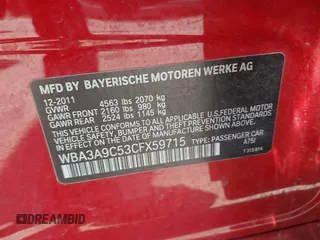 MFD BY BAYERISCHE MOTOREN WERKE AG
12-2011
GVWR 4563 lbs 2070 kg
GAWR FRONT 2160 lbs 980 kg
GAWR REAR 2524 lbs 1145 kg
THIS VEHICLE CONFORMS TO ALL APPLICABLE U.S. FEDERAL MOTOR
VEHICLE SAFETY, BUMPER AND THEFT PREVENTION STANDARDS
IN EFFECT ON THE DATE OF MANUFACTURE SHOWN ABOVE.
WBA3A9C53CFX59715 TYPE: PASSENGER CAR
A75I
DREAMBID